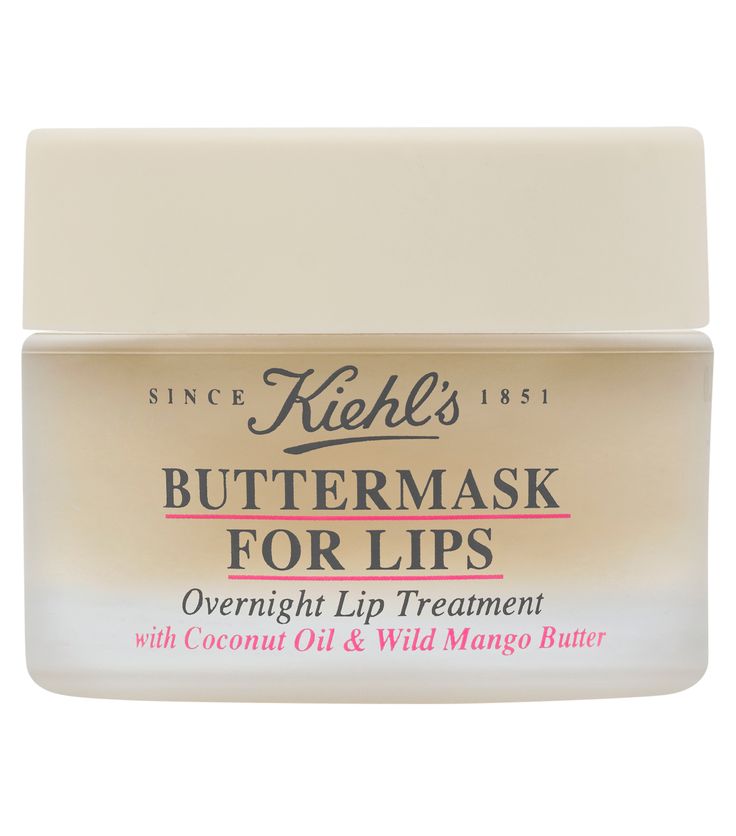 SINCE Kiehl's 1851
BUTTERMASK
FOR LIPS
Overnight Lip Treatment
with Coconut Oil & Wild Mango Butter